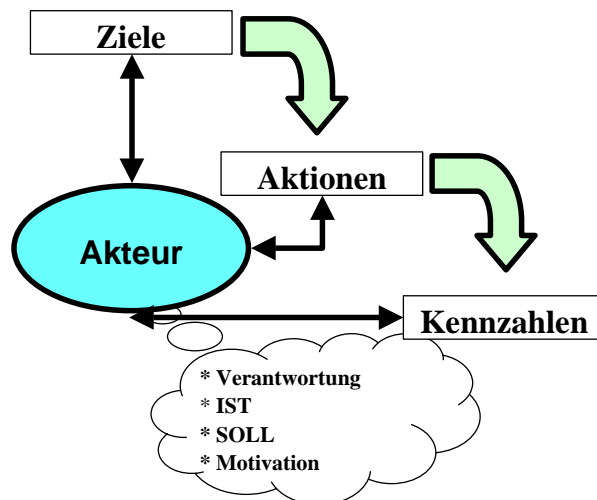 Ziele
Aktionen
Akteur
Kennzahlen
* Verantwortung
* IST
* SOLL
* Motivation